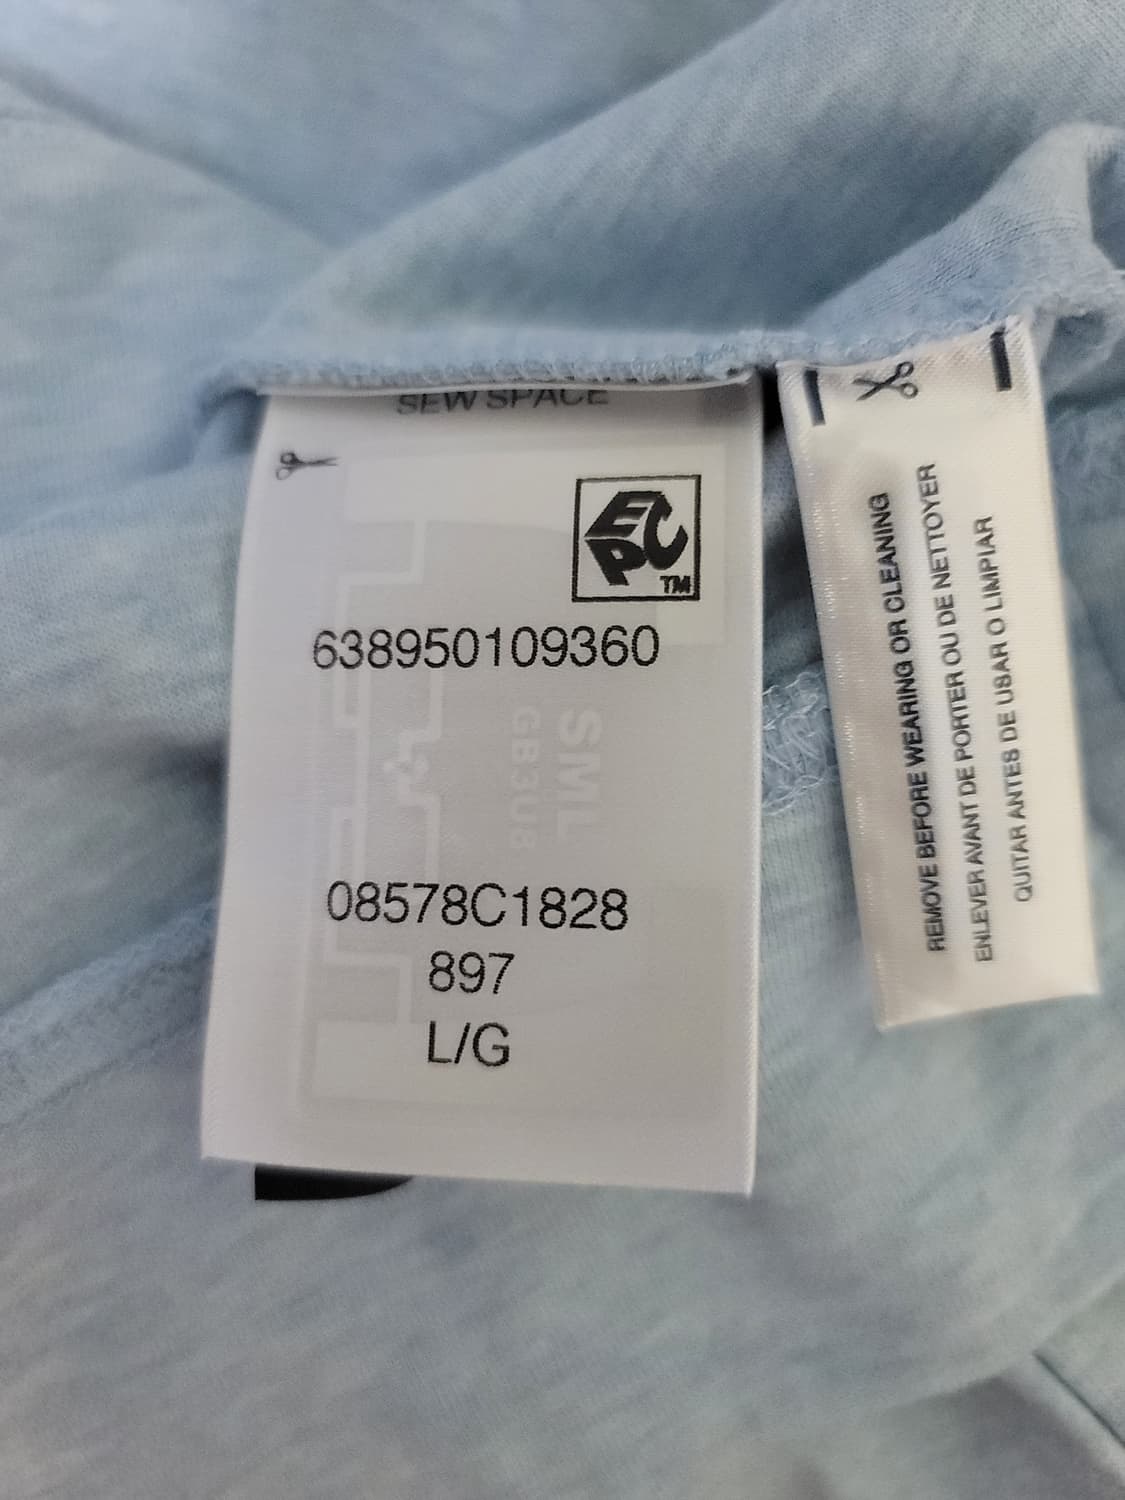 SEW SPACE
EPC
TM
638950109360
SML
GB3U8
08578C1828
897
L/G
REMOVE BEFORE WEARING OR CLEANING
ENLEVER AVANT DE PORTER OU DE NETTOYER
QUITAR ANTES DE USAR O LIMPIAR